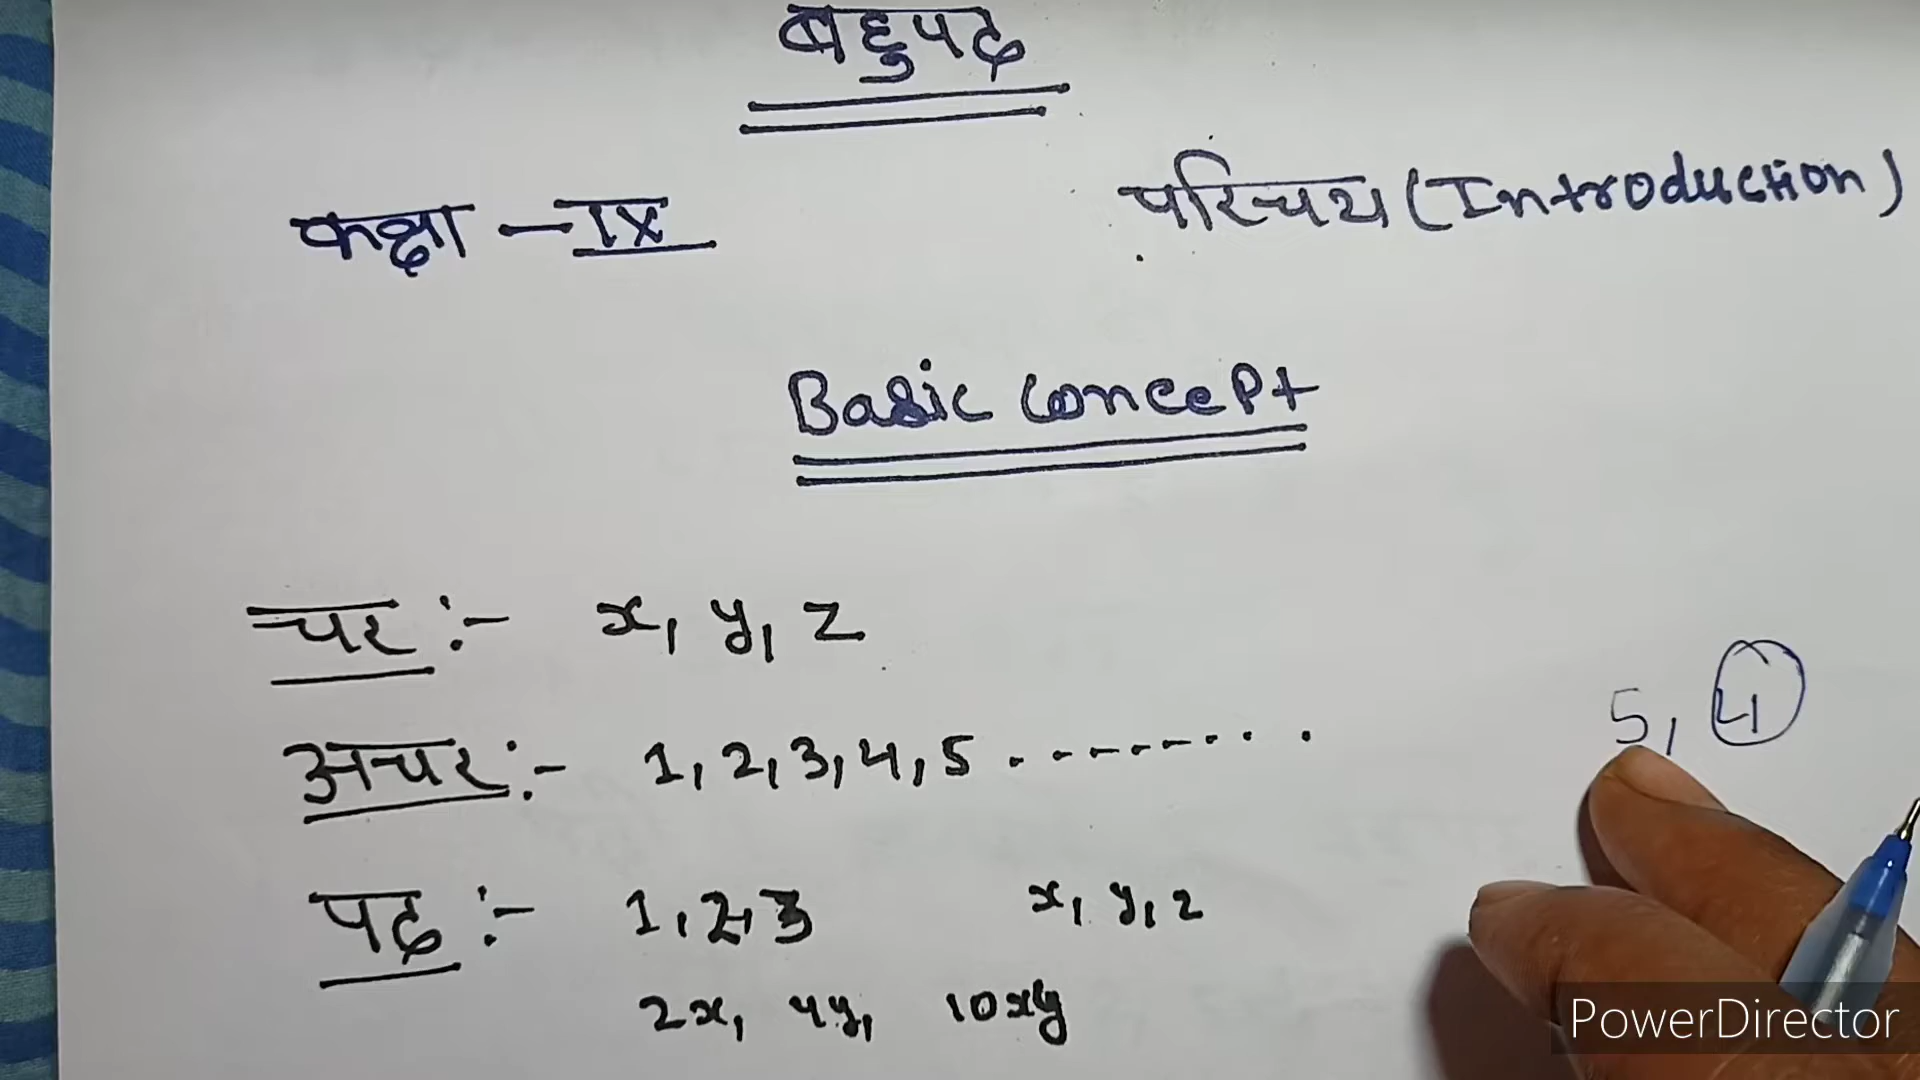 बहुपद
कक्षा - IX परिचय (Introduction)
Basic concept
चर :- x, y, z
अचर :- 1, 2, 3, 4, 5 . - - - - - - - . . .
5, 4
पद :- 1, 2, 3 x, y, z
2x, 4y, 10xy
PowerDirector